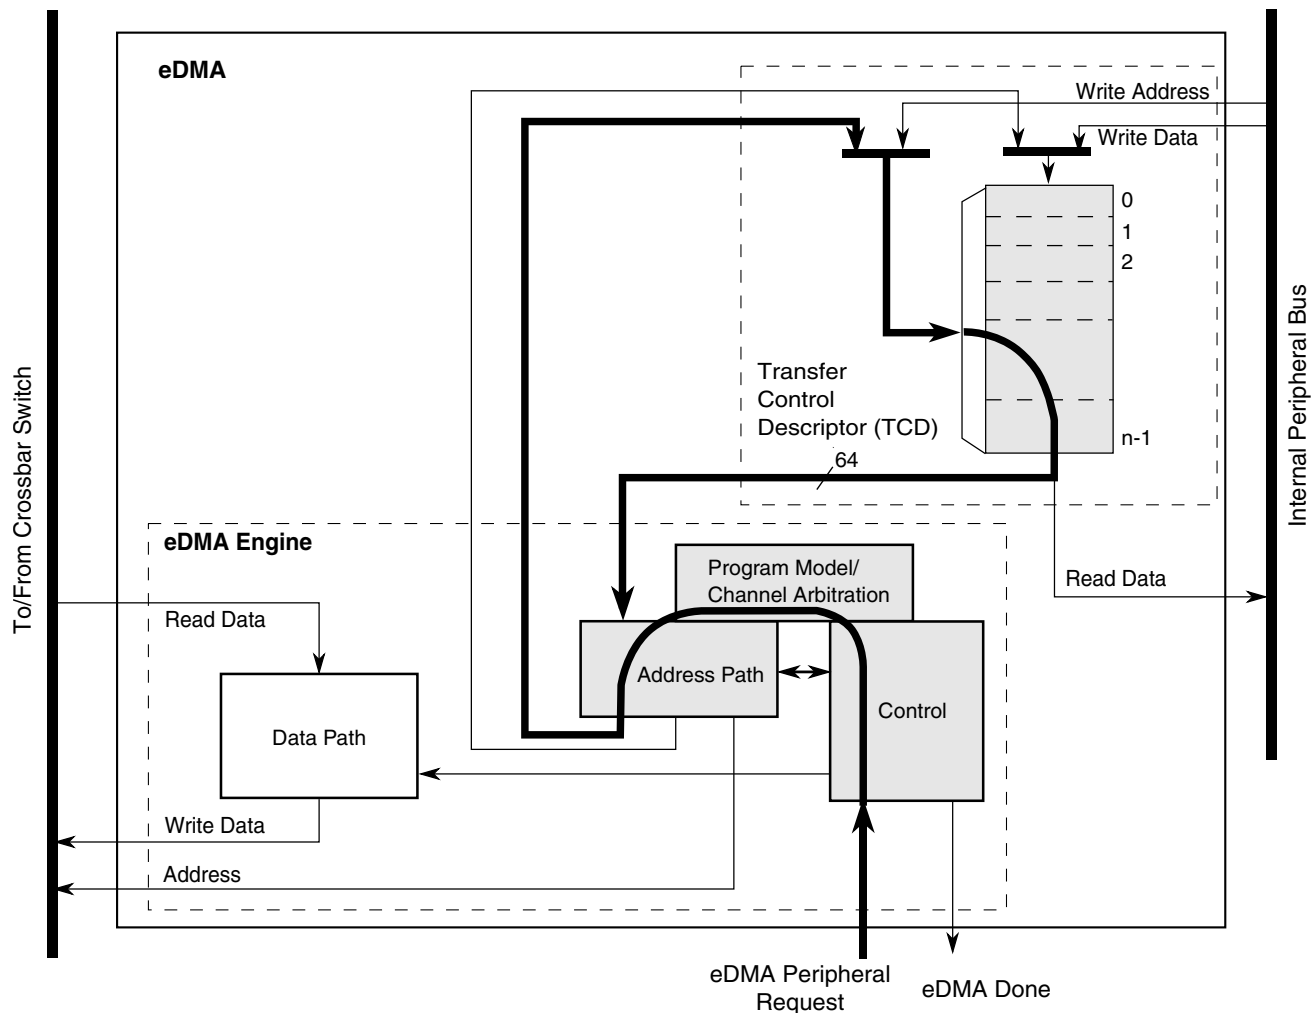 eDMA
Write Address
Write Data
0
1
2
n-1
Transfer
Control
Descriptor (TCD)
64
To/From Crossbar Switch
Internal Peripheral Bus
eDMA Engine
Program Model/
Channel Arbitration
Read Data
Read Data
Address Path
Control
Data Path
Write Data
Address
eDMA Peripheral
Request
eDMA Done